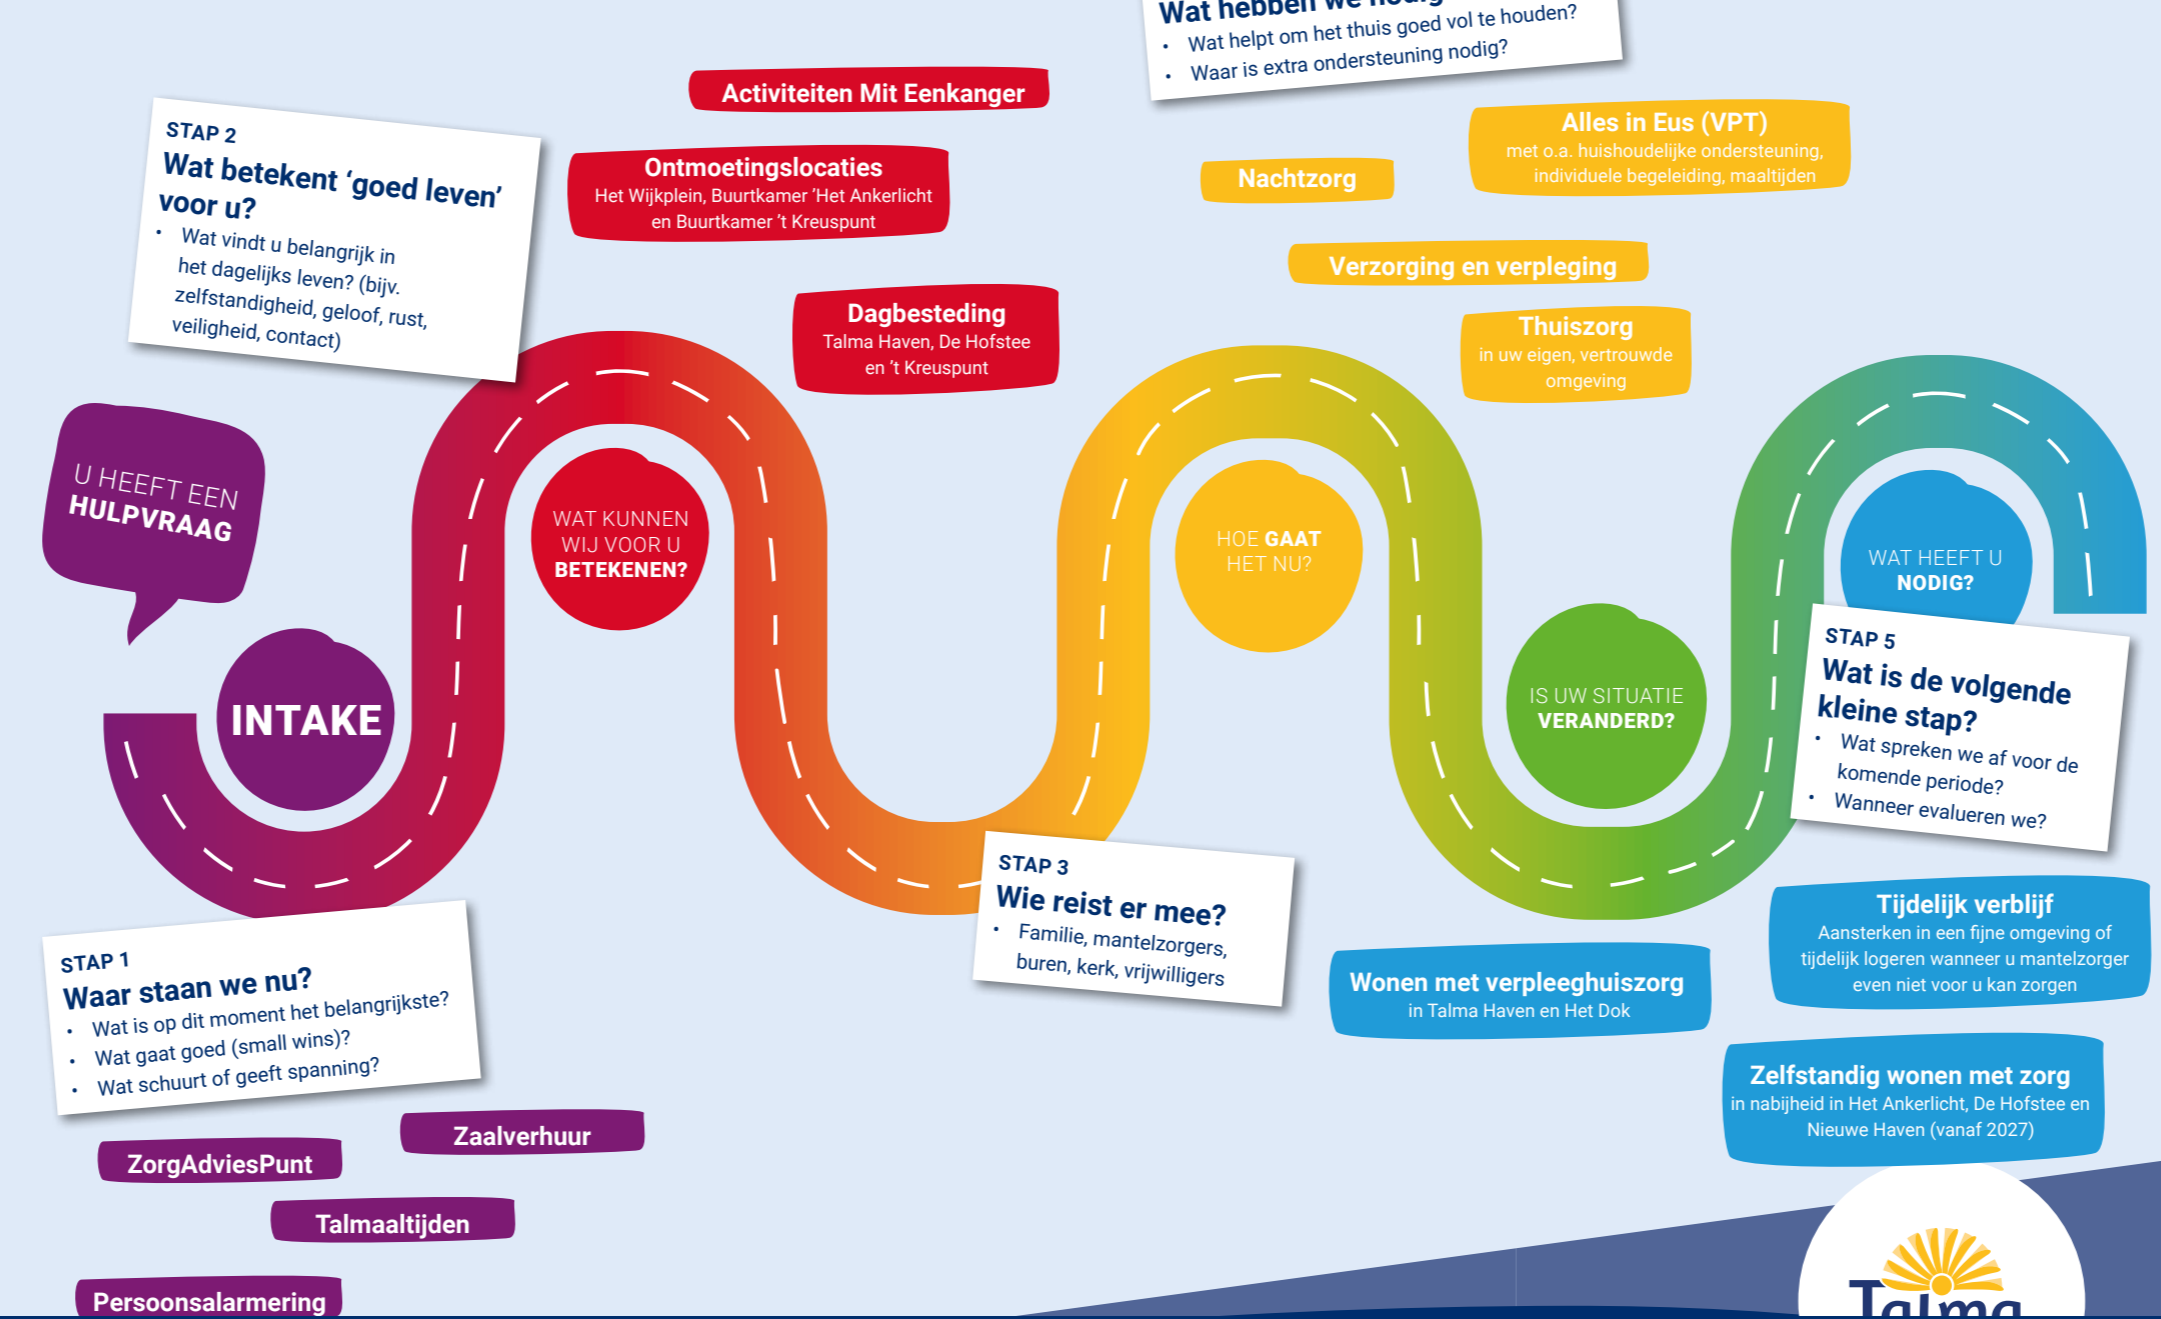 Wat hebben we nodig
• Wat helpt om het thuis goed vol te houden?
• Waar is extra ondersteuning nodig?
Activiteiten Mit Eenkanger
Ontmoetingslocaties
Het Wijkplein, Buurtkamer 'Het Ankerlicht
en Buurtkamer 't Kreuspunt
Dagbesteding
Talma Haven, De Hofstee
en 't Kreuspunt
STAP 2
Wat betekent ‘goed leven’
voor u?
• Wat vindt u belangrijk in
het dagelijks leven? (bijv.
zelfstandigheid, geloof, rust,
veiligheid, contact)
Alles in Eus (VPT)
met o.a. huishoudelijke ondersteuning,
individuele begeleiding, maaltijden
Nachtzorg
Verzorging en verpleging
Thuiszorg
in uw eigen, vertrouwde
omgeving
U HEEFT EEN
HULPVRAAG
INTAKE
WAT KUNNEN
WIJ VOOR U
BETEKENEN?
HOE GAAT
HET NU?
IS UW SITUATIE
VERANDERD?
WAT HEEFT U
NODIG?
STAP 5
Wat is de volgende
kleine stap?
• Wat spreken we af voor de
komende periode?
• Wanneer evalueren we?
STAP 3
Wie reist er mee?
• Familie, mantelzorgers,
buren, kerk, vrijwilligers
STAP 1
Waar staan we nu?
• Wat is op dit moment het belangrijkste?
• Wat gaat goed (small wins)?
• Wat schuurt of geeft spanning?
Wonen met verpleeghuiszorg
in Talma Haven en Het Dok
Tijdelijk verblijf
Aansterken in een fijne omgeving of
tijdelijk logeren wanneer u mantelzorger
even niet voor u kan zorgen
Zelfstandig wonen met zorg
in nabijheid in Het Ankerlicht, De Hofstee en
Nieuwe Haven (vanaf 2027)
ZorgAdviesPunt
Zaalverhuur
Talmaaltijden
Persoonsalarmering
Talma